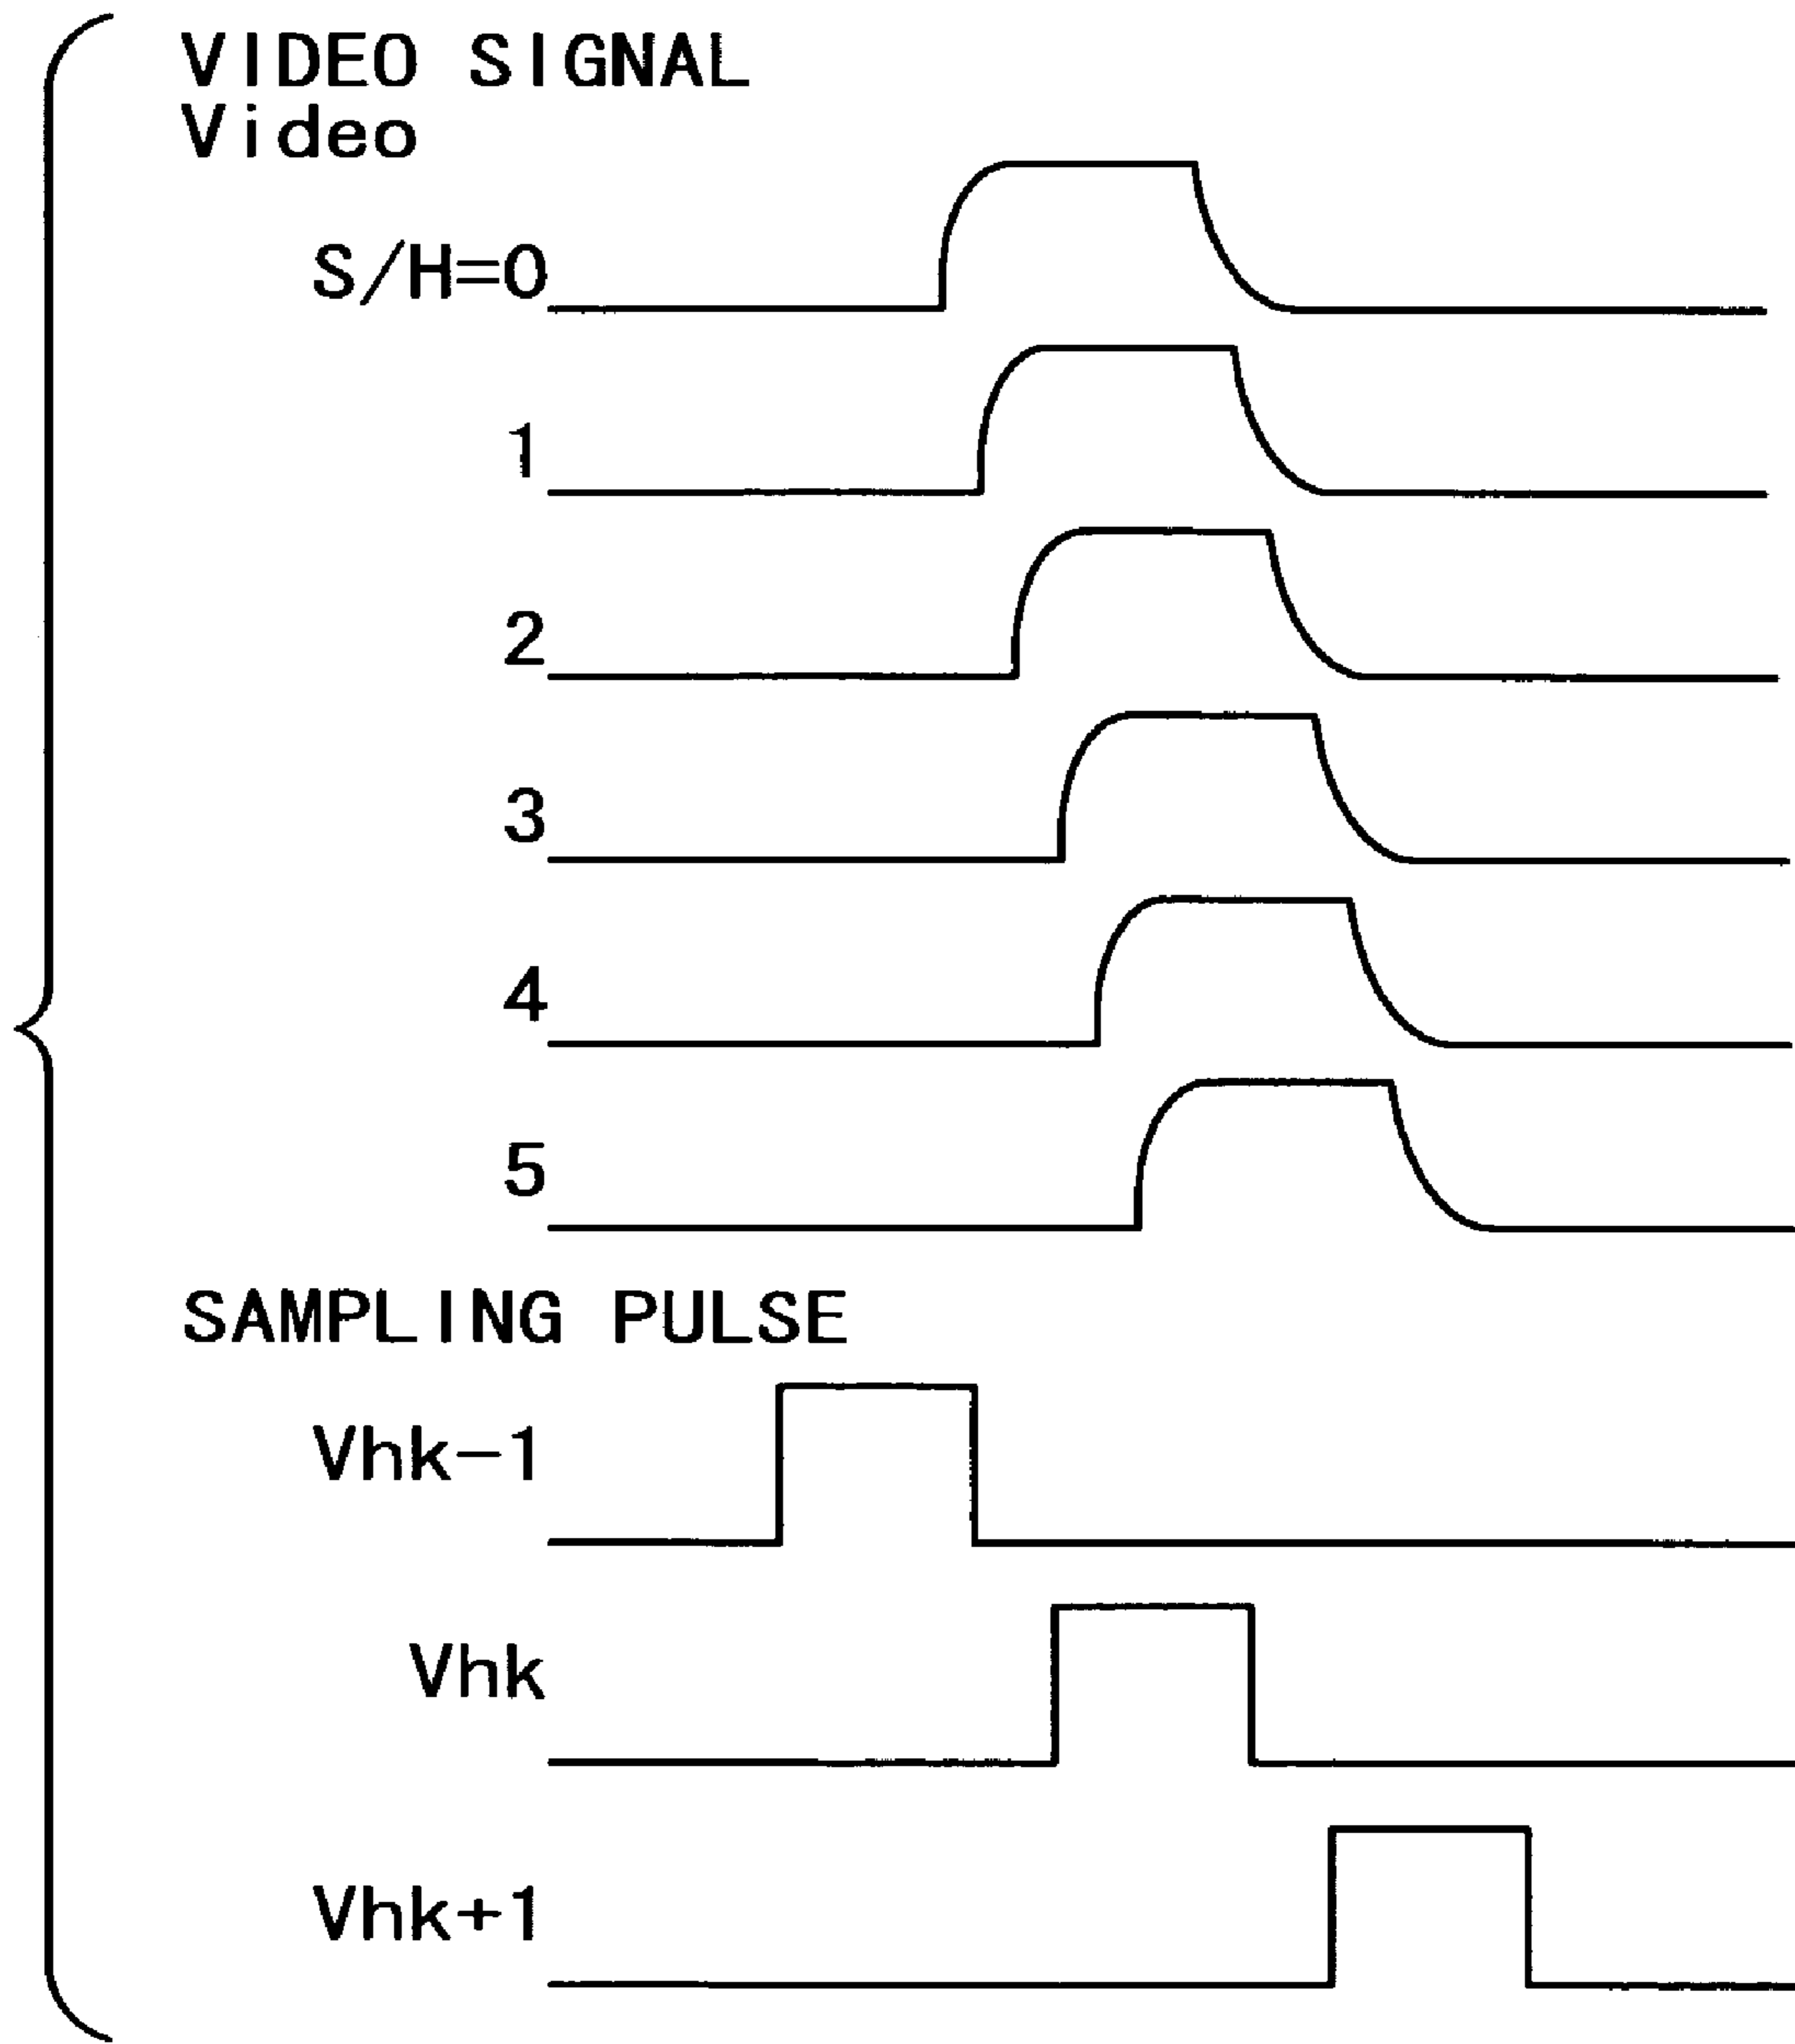 VIDEO SIGNAL
Video
S/H=0
1
2
3
4
5
SAMPLING PULSE
Vhk-1
Vhk
Vhk+1